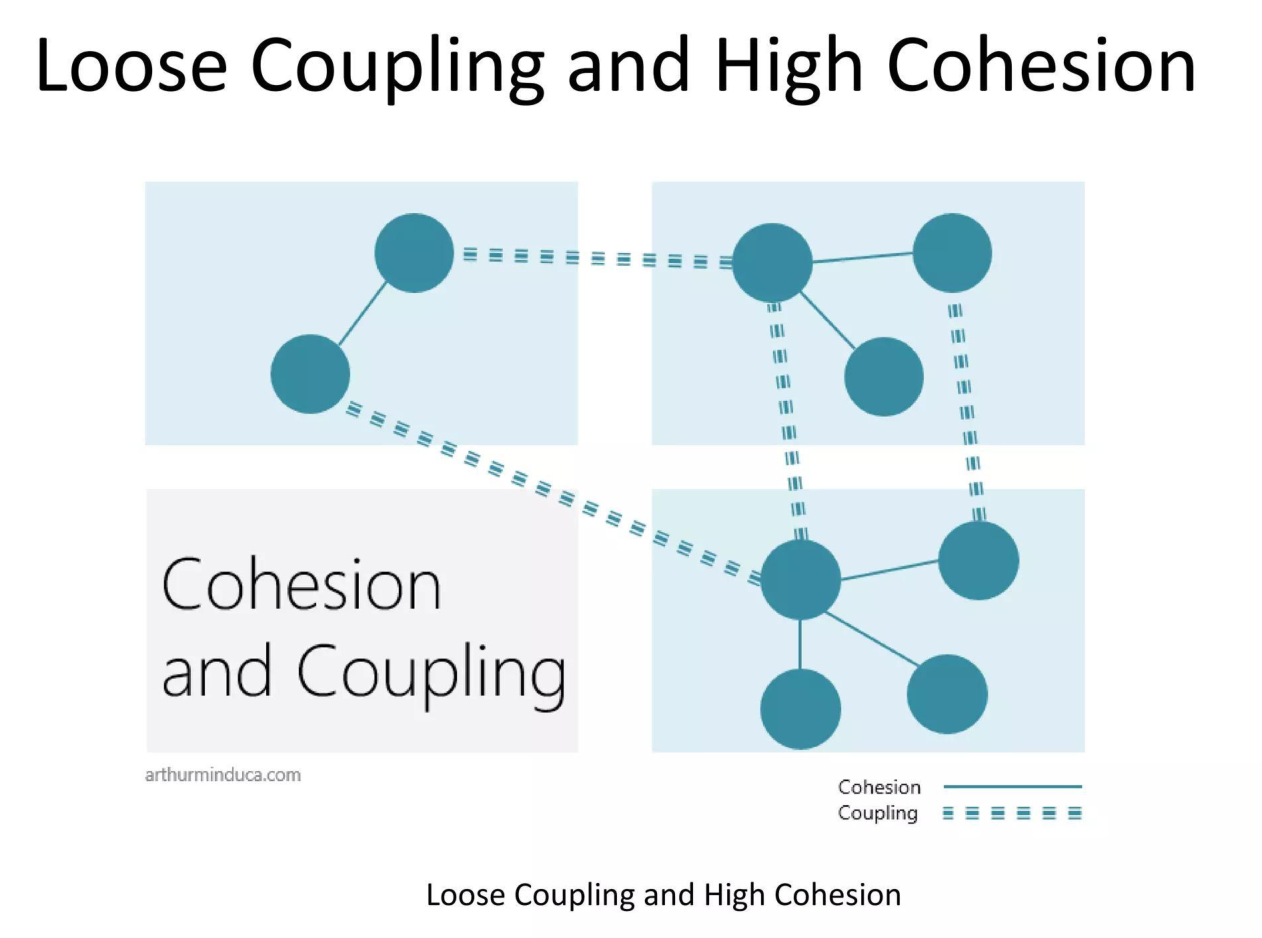 Loose Coupling and High Cohesion
Cohesion
and Coupling
arthurminduca.com
Cohesion
Coupling
Loose Coupling and High Cohesion